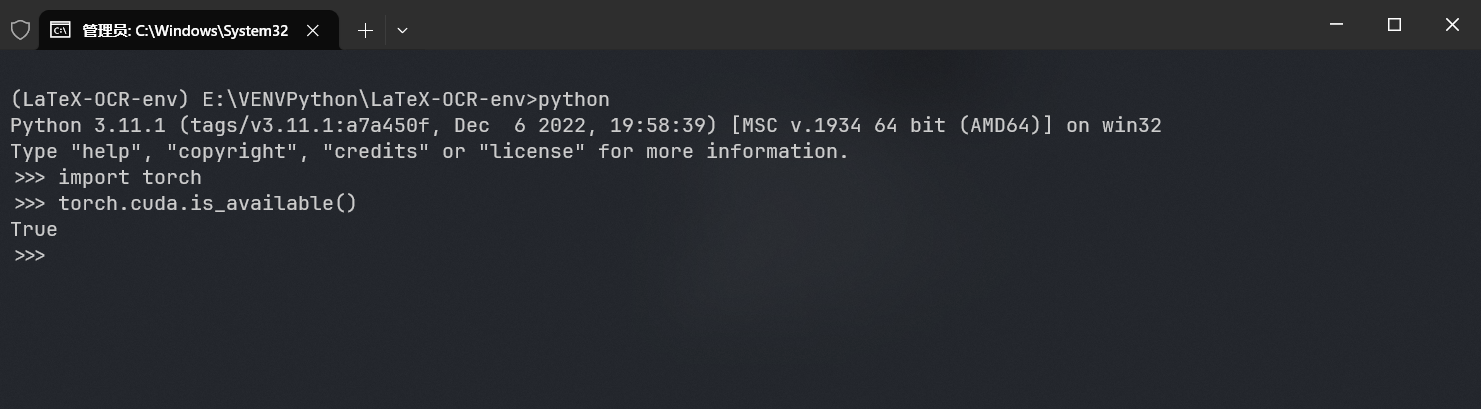 管理员: C:\Windows\System32
(LaTeX-OCR-env) E:\VENVPython\LaTeX-OCR-env>python
Python 3.11.1 (tags/v3.11.1:a7a450f, Dec  6 2022, 19:58:39) [MSC v.1934 64 bit (AMD64)] on win32
Type "help", "copyright", "credits" or "license" for more information.
>>> import torch
>>> torch.cuda.is_available()
True
>>>